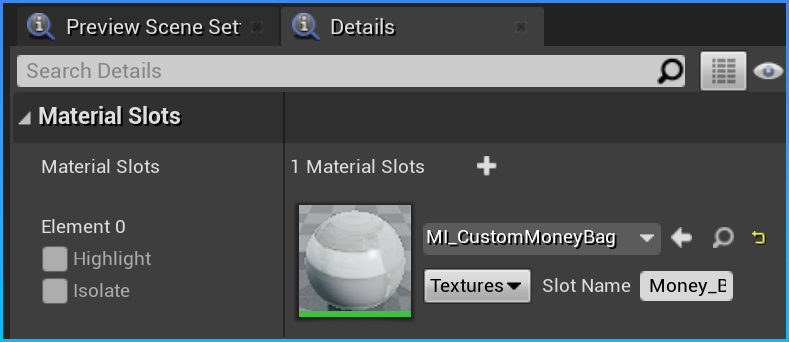 Preview Scene Set
Details
Search Details
Material Slots
Material Slots
1 Material Slots
Element 0
MI_CustomMoneyBag
Highlight
Isolate
Textures
Slot Name
Money_B